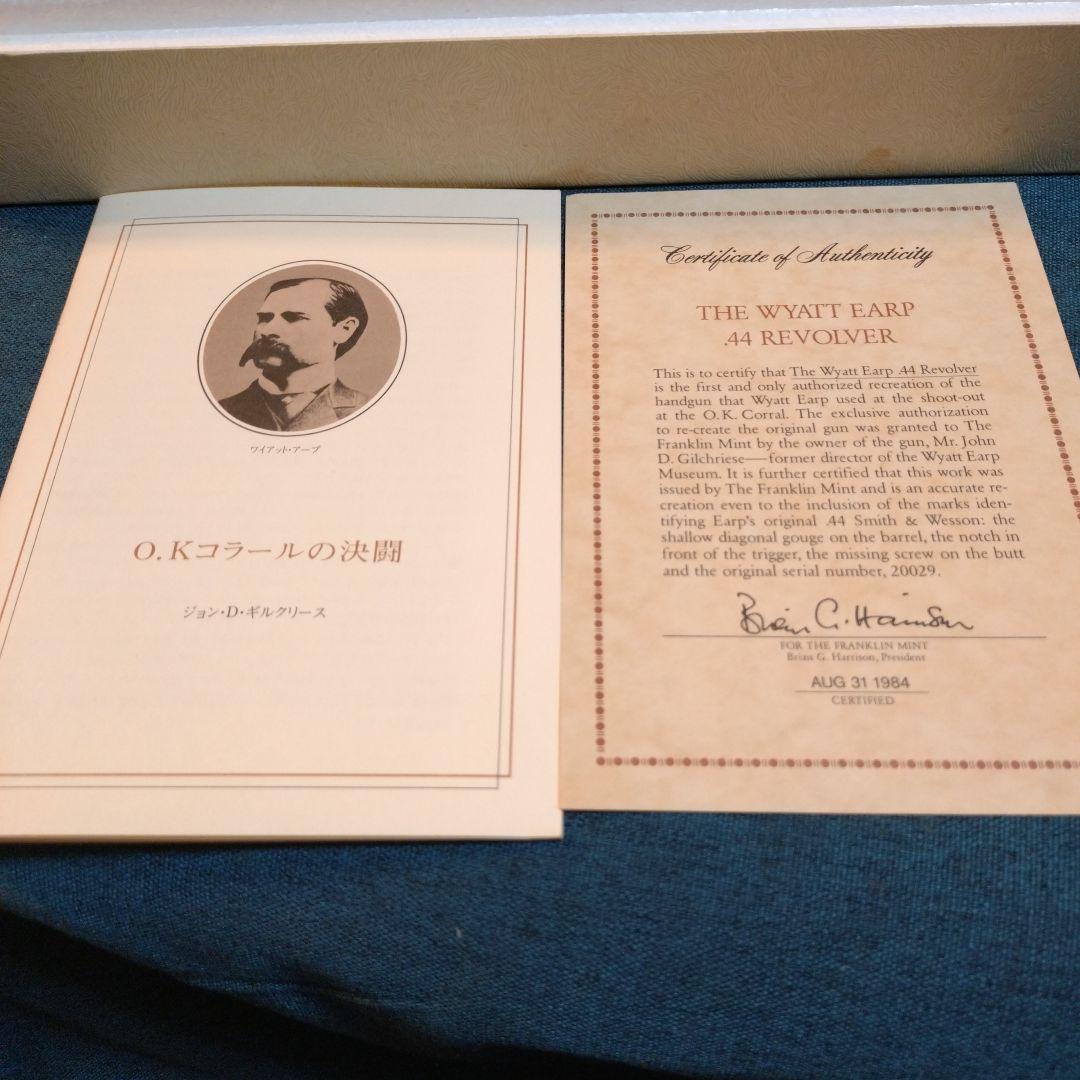 ワイアット・アープ
O.Kコラールの決闘
ジョン・D・ギルクリース
Certificate of Authenticity
THE WYATT EARP
.44 REVOLVER
This is to certify that The Wyatt Earp .44 Revolver
is the first and only authorized recreation of the
handgun that Wyatt Earp used at the shoot-out
at the O.K. Corral. The exclusive authorization
to re-create the original gun was granted to The
Franklin Mint by the owner of the gun, Mr. John
D. Gilchriese—former director of the Wyatt Earp
Museum. It is further certified that this work was
issued by The Franklin Mint and is an accurate re-
creation even to the inclusion of the marks iden-
tifying Earp's original .44 Smith & Wesson: the
shallow diagonal gouge on the barrel, the notch in
front of the trigger, the missing screw on the butt
and the original serial number, 20029.
Brian G. Harrison
FOR THE FRANKLIN MINT
Brian G. Harrison, President
AUG 31 1984
CERTIFIED